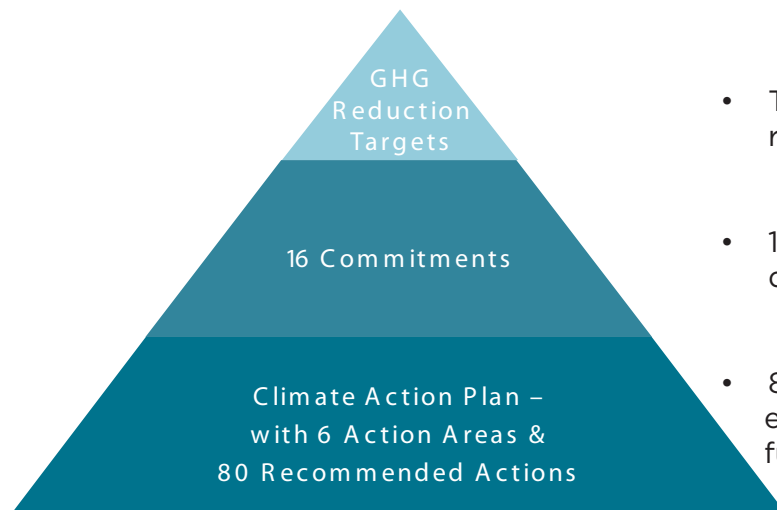 GHG
Reduction
Targets
16 Commitments
Climate Action Plan –
with 6 Action Areas &
80 Recommended Actions
•
•
•